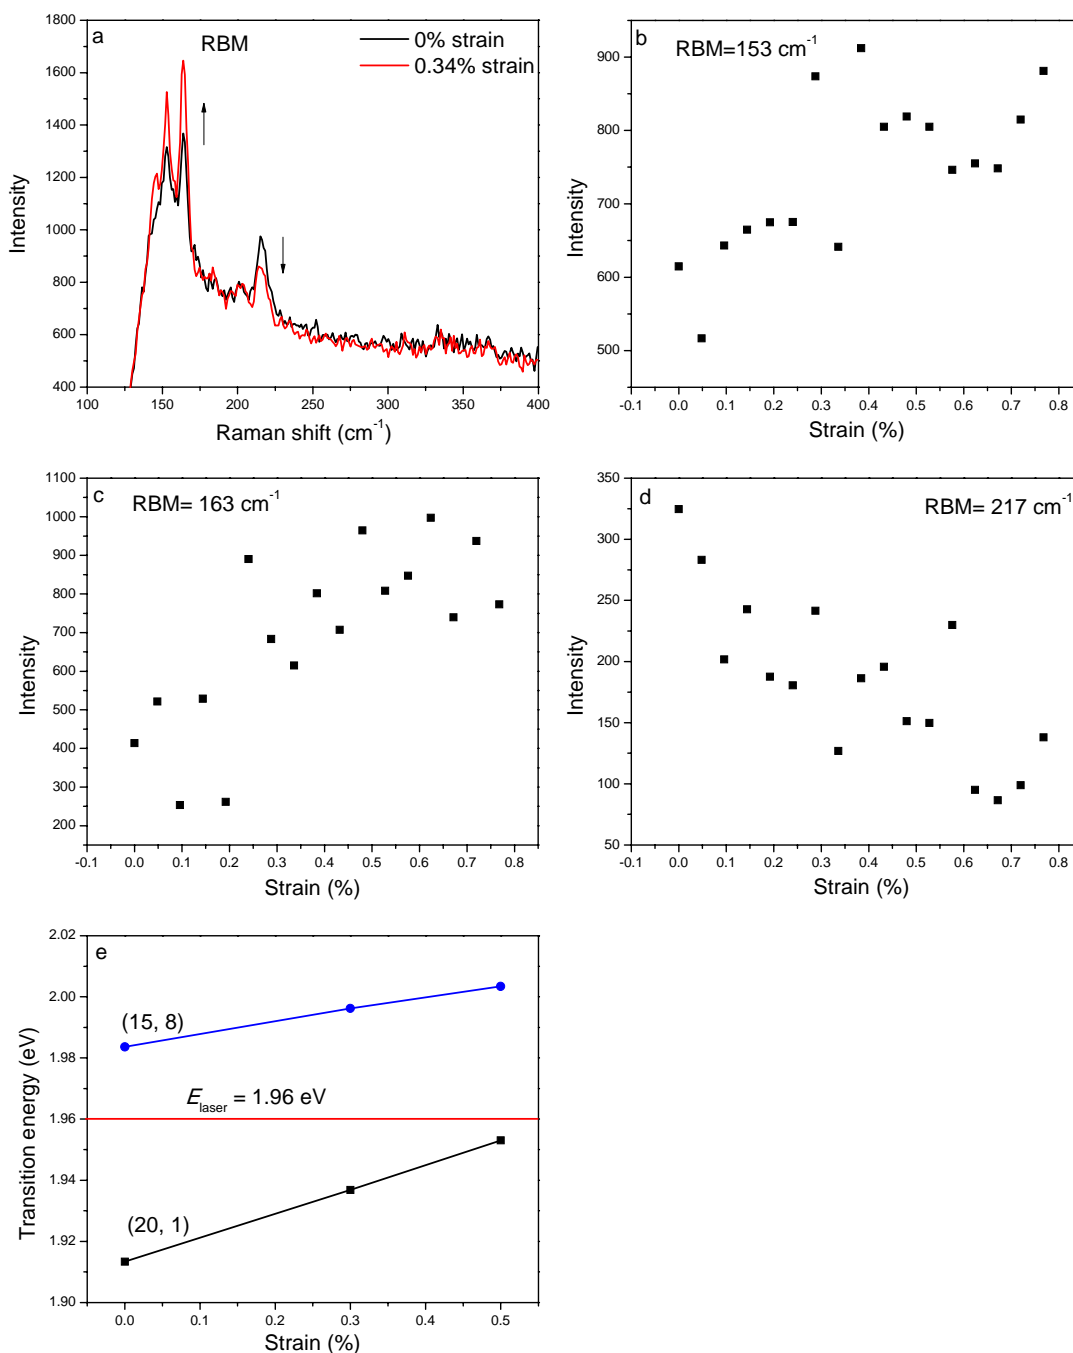 a
RBM
0% strain
0.34% strain
1800
1600
1400
1200
1000
800
600
400
100 150 200 250 300 350 400
Intensity
Raman shift (cm⁻¹)
b
RBM=153 cm⁻¹
900
800
700
600
500
-0.1 0.0 0.1 0.2 0.3 0.4 0.5 0.6 0.7 0.8
Intensity
Strain (%)
c
RBM= 163 cm⁻¹
1100
1000
900
800
700
600
500
400
300
200
-0.1 0.0 0.1 0.2 0.3 0.4 0.5 0.6 0.7 0.8
Intensity
Strain (%)
d
RBM= 217 cm⁻¹
350
300
250
200
150
100
50
-0.1 0.0 0.1 0.2 0.3 0.4 0.5 0.6 0.7 0.8
Intensity
Strain (%)
e
2.02
2.00
1.98
1.96
1.94
1.92
1.90
(15, 8)
E_laser = 1.96 eV
(20, 1)
0.0 0.1 0.2 0.3 0.4 0.5
Transition energy (eV)
Strain (%)